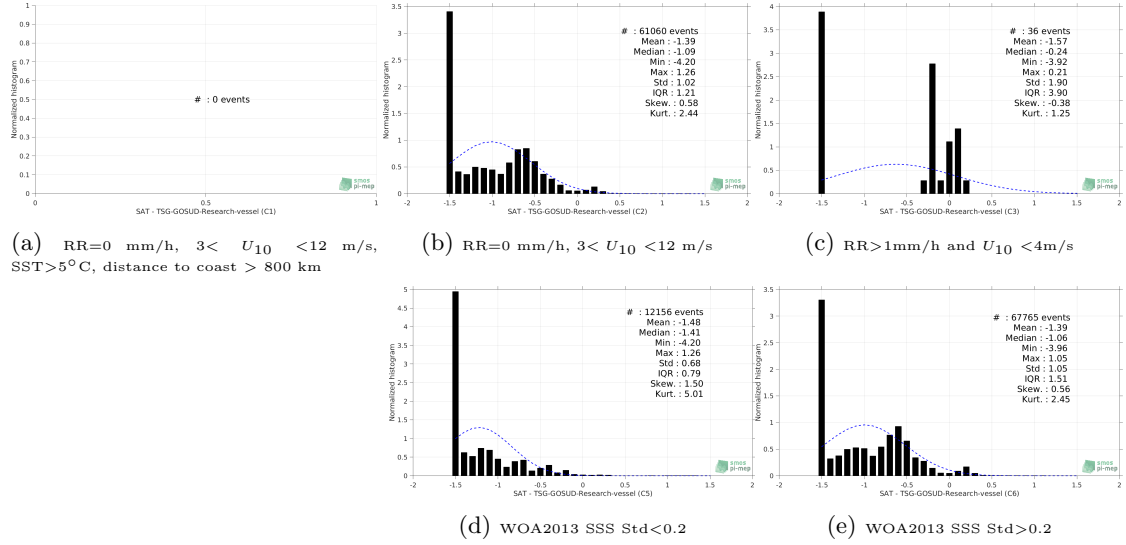 1
0.9
0.8
0.7
0.6
0.5
0.4
0.3
0.2
0.1
0
Normalized histogram
# : 0 events
smos
pi-mep
0 0.5 1
SAT - TSG-GOSUD-Research-vessel (C1)
(a) RR=0 mm/h, 3< U10 <12 m/s,
SST>5°C, distance to coast > 800 km
-2 -1.5 -1 -0.5 0 0.5 1 1.5 2
3.5
3
2.5
2
1.5
1
0.5
0
Normalized histogram
# : 61060 events
Mean : -1.39
Median : -1.09
Min : -4.20
Max : 1.26
Std : 1.02
IQR : 1.21
Skew. : 0.58
Kurt. : 2.44
smos
pi-mep
-2 -1.5 -1 -0.5 0 0.5 1 1.5 2
SAT - TSG-GOSUD-Research-vessel (C2)
(b) RR=0 mm/h, 3< U10 <12 m/s
4
3.5
3
2.5
2
1.5
1
0.5
0
Normalized histogram
# : 36 events
Mean : -1.57
Median : -0.24
Min : -3.92
Max : 0.21
Std : 1.90
IQR : 3.90
Skew. : -0.38
Kurt. : 1.25
smos
pi-mep
-2 -1.5 -1 -0.5 0 0.5 1 1.5 2
SAT - TSG-GOSUD-Research-vessel (C3)
(c) RR>1mm/h and U10 <4m/s
5
4.5
4
3.5
3
2.5
2
1.5
1
0.5
0
Normalized histogram
# : 12156 events
Mean : -1.48
Median : -1.41
Min : -4.20
Max : 1.26
Std : 0.68
IQR : 0.79
Skew. : 1.50
Kurt. : 5.01
smos
pi-mep
-2 -1.5 -1 -0.5 0 0.5 1 1.5 2
SAT - TSG-GOSUD-Research-vessel (C5)
(d) WOA2013 SSS Std<0.2
3.5
3
2.5
2
1.5
1
0.5
0
Normalized histogram
# : 67765 events
Mean : -1.39
Median : -1.06
Min : -3.96
Max : 1.05
Std : 1.05
IQR : 1.51
Skew. : 0.56
Kurt. : 2.45
smos
pi-mep
-2 -1.5 -1 -0.5 0 0.5 1 1.5 2
SAT - TSG-GOSUD-Research-vessel (C6)
(e) WOA2013 SSS Std>0.2